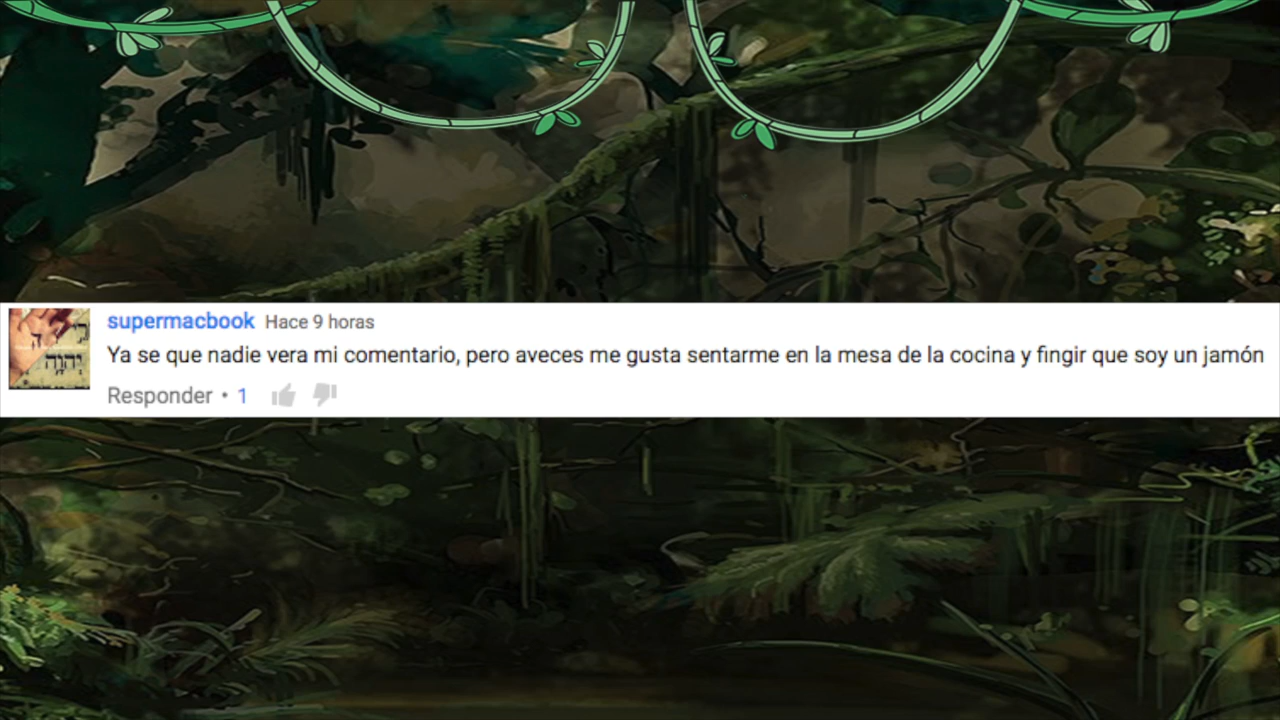 supermacbook Hace 9 horas
Ya se que nadie vera mi comentario, pero aveces me gusta sentarme en la mesa de la cocina y fingir que soy un jamón
יהוה
Responder • 1